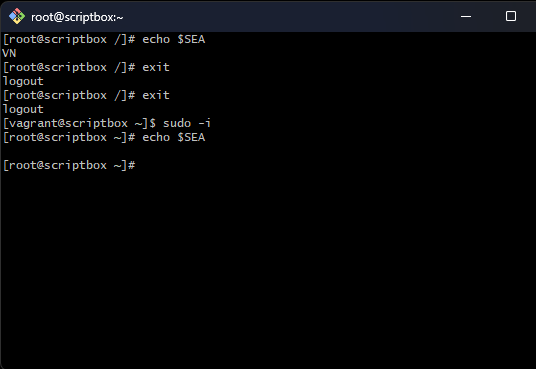 root@scriptbox:~
[root@scriptbox /]# echo $SEA
VN
[root@scriptbox /]# exit
logout
[root@scriptbox /]# exit
logout
[vagrant@scriptbox ~]$ sudo -i
[root@scriptbox ~]# echo $SEA

[root@scriptbox ~]#